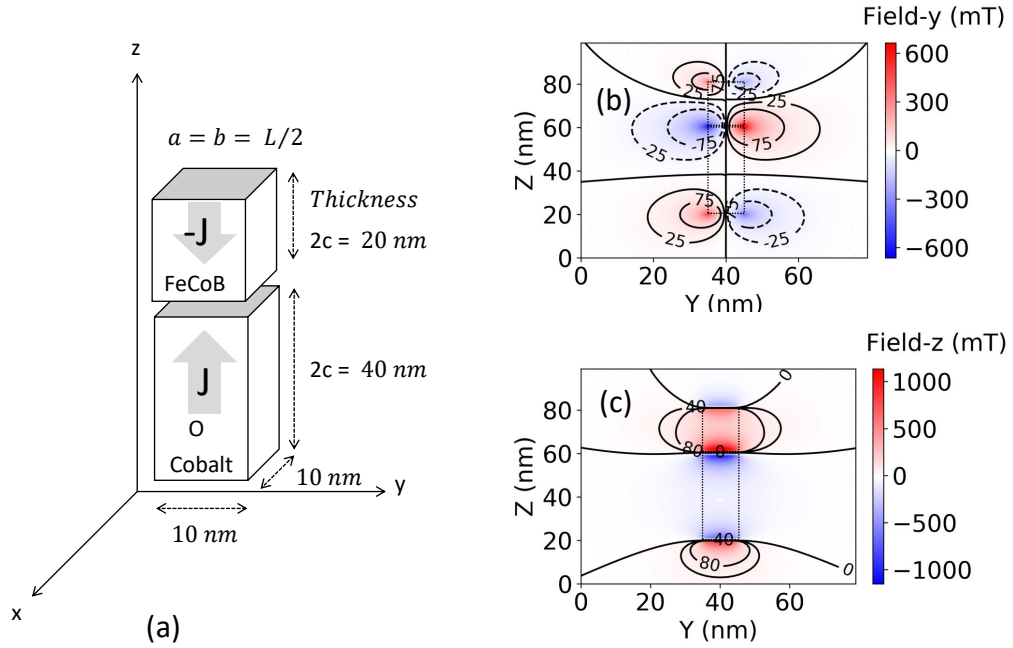 z
a = b = L/2
Thickness
2c = 20 nm
-J
FeCoB
2c = 40 nm
J
O
Cobalt
10 nm
y
10 nm
x
(a)
Field-y (mT)
(b)
80
60
40
20
0
Z (nm)
0 20 40 60
Y (nm)
25
-25
25
-25
-75
75
75
25
-25
600
300
0
−300
−600
Field-z (mT)
(c)
80
60
40
20
0
Z (nm)
0 20 40 60
Y (nm)
0
40
80
0
40
80
0
1000
500
0
−500
−1000